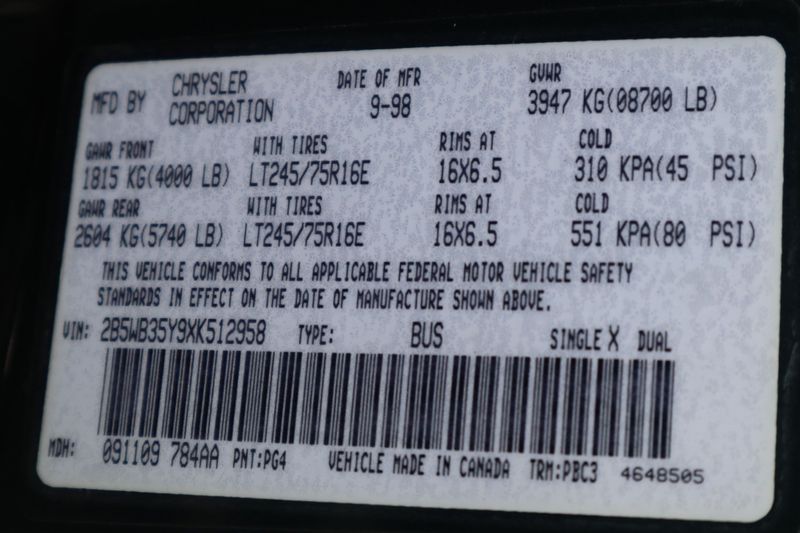 MFD BY CHRYSLER CORPORATION DATE OF MFR 9-98 GVWR 3947 KG(08700 LB)
GAWR FRONT WITH TIRES RIMS AT COLD
1815 KG(4000 LB) LT245/75R16E 16X6.5 310 KPA(45 PSI)
GAWR REAR WITH TIRES RIMS AT COLD
2604 KG(5740 LB) LT245/75R16E 16X6.5 551 KPA(80 PSI)
THIS VEHICLE CONFORMS TO ALL APPLICABLE FEDERAL MOTOR VEHICLE SAFETY
STANDARDS IN EFFECT ON THE DATE OF MANUFACTURE SHOWN ABOVE.
VIN: 2B5WB35Y9XK512958 TYPE: BUS SINGLE X DUAL
MDH: 091109 784AA PNT:PG4 VEHICLE MADE IN CANADA TRM:PBC3 4648505